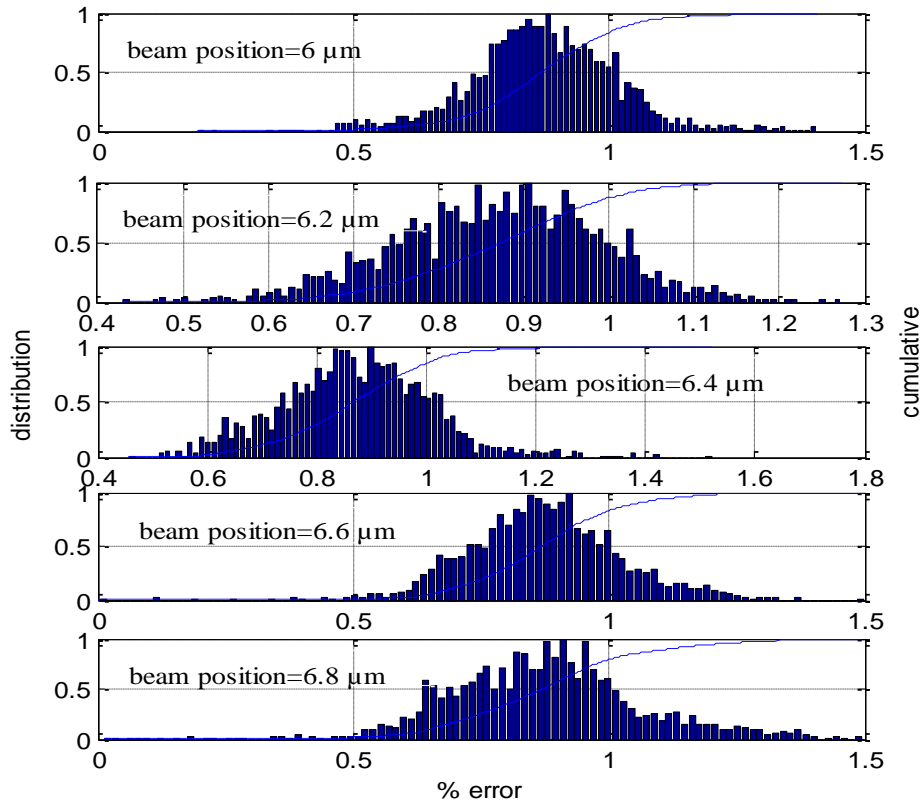 1
beam position=6 µm
0.5
0
0 0.5 1 1.5
1
beam position=6.2 µm
0.5
0
0.4 0.5 0.6 0.7 0.8 0.9 1 1.1 1.2 1.3
distribution
cumulative
1
beam position=6.4 µm
0.5
0
0.4 0.6 0.8 1 1.2 1.4 1.6 1.8
1
beam position=6.6 µm
0.5
0
0 0.5 1 1.5
1
beam position=6.8 µm
0.5
0
0 0.5 1 1.5
% error